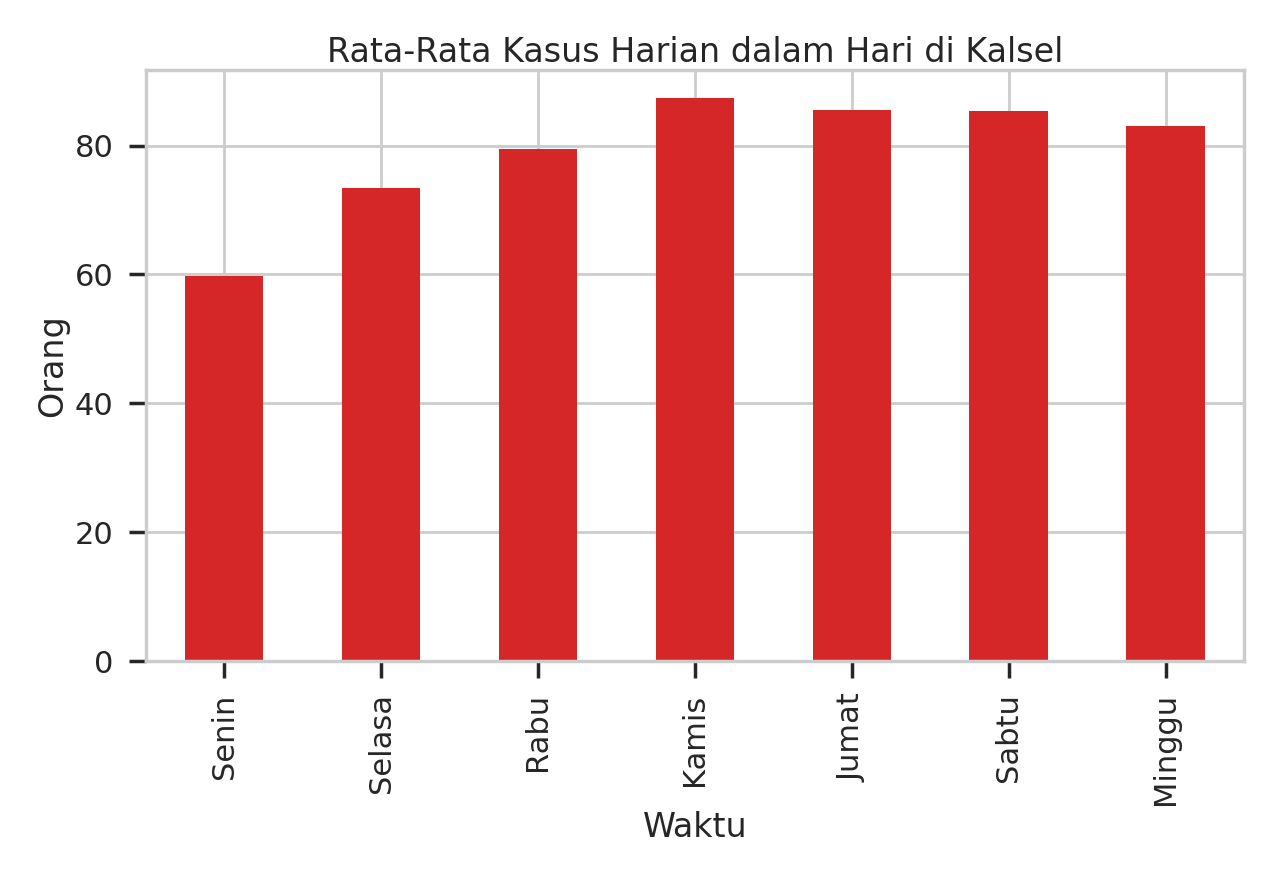 Rata-Rata Kasus Harian dalam Hari di Kalsel
Orang
80
60
40
20
0
Senin
Selasa
Rabu
Kamis
Jumat
Sabtu
Minggu
Waktu